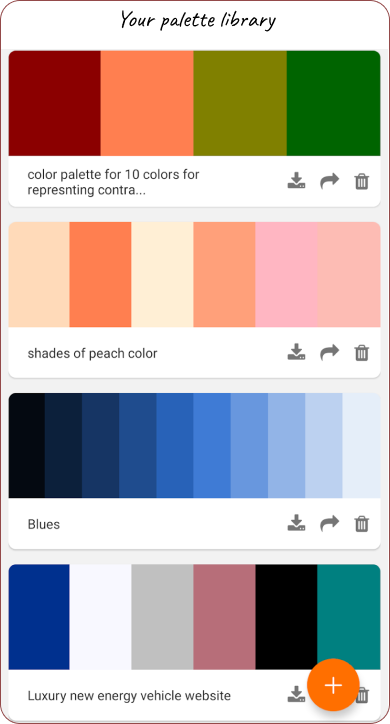 Your palette library
color palette for 10 colors for
represnting contra...
shades of peach color
Blues
Luxury new energy vehicle website